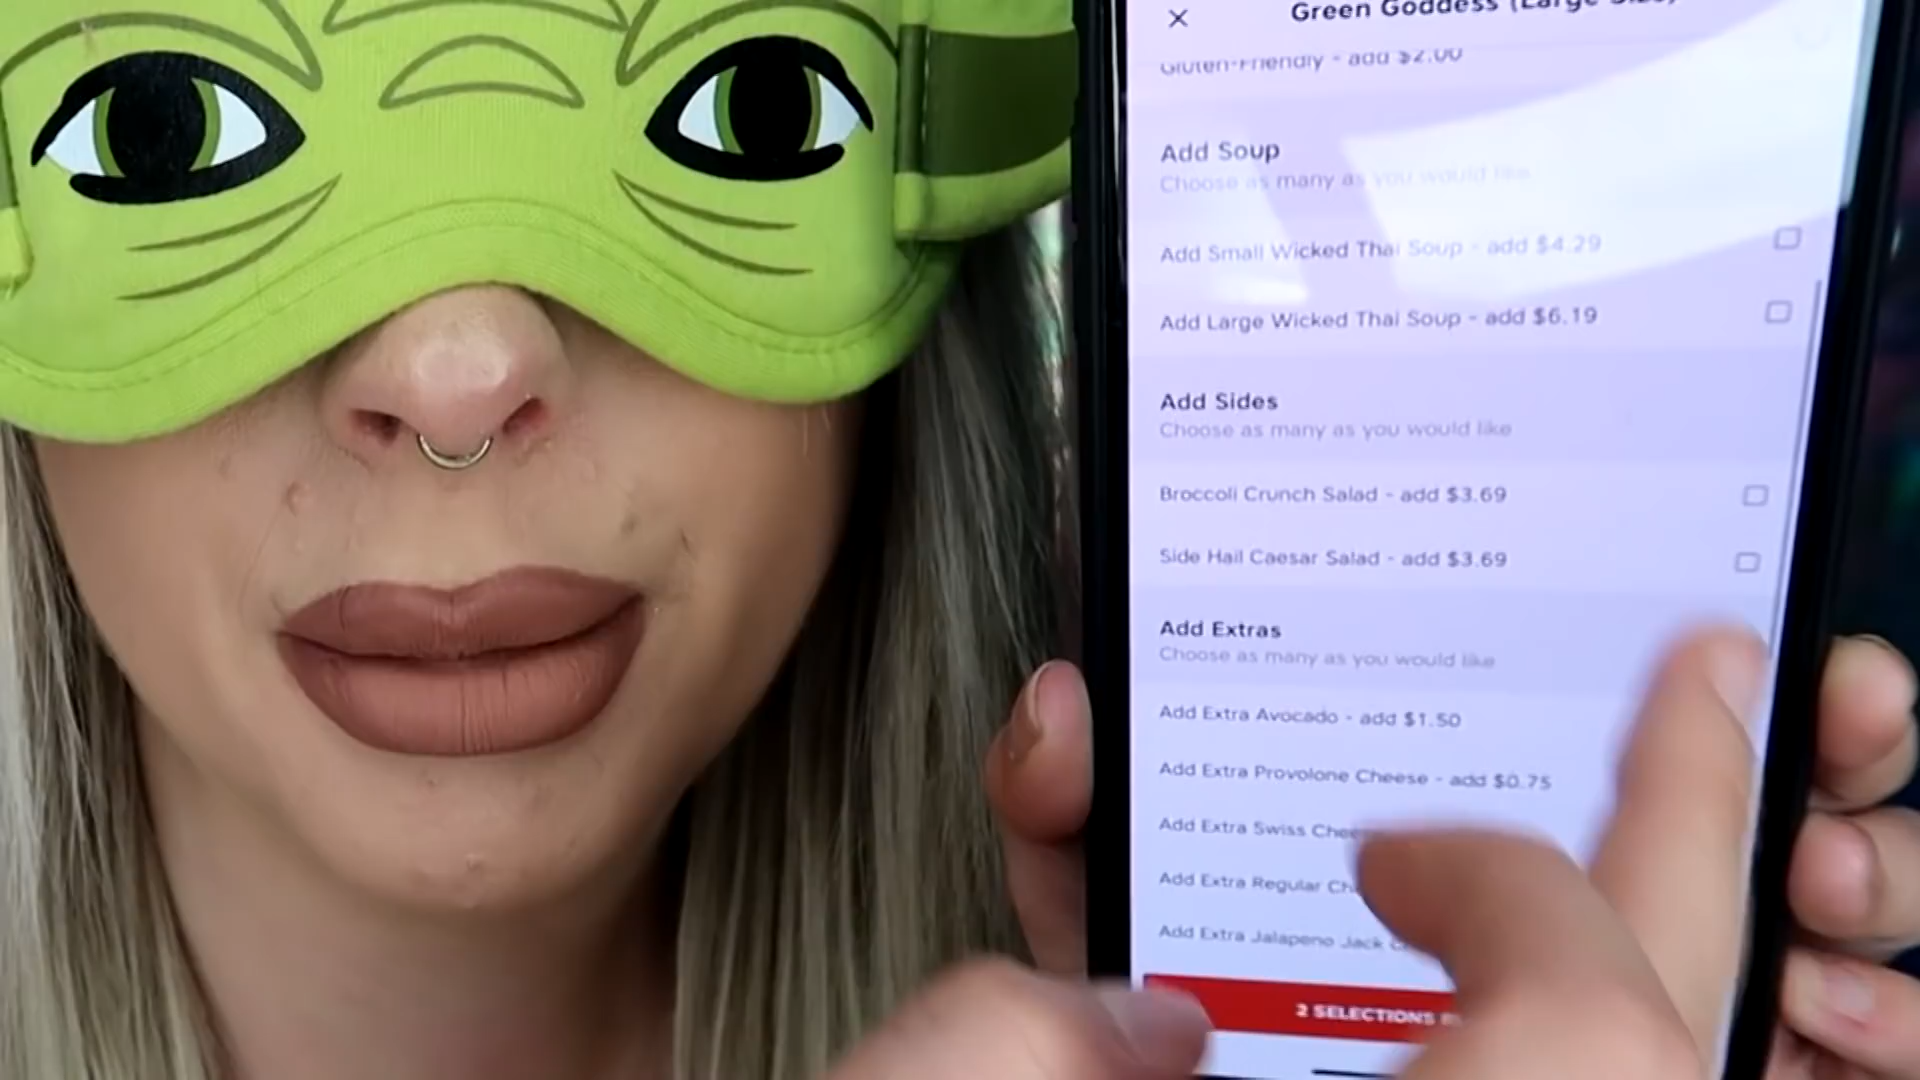 Green Goddess (Large Size)
Gluten-Friendly - add $2.00
Add Soup
Choose as many as you would like
Add Small Wicked Thai Soup - add $4.29
Add Large Wicked Thai Soup - add $6.19
Add Sides
Choose as many as you would like
Broccoli Crunch Salad - add $3.69
Side Hail Caesar Salad - add $3.69
Add Extras
Choose as many as you would like
Add Extra Avocado - add $1.50
Add Extra Provolone Cheese - add $0.75
Add Extra Swiss Cheese
Add Extra Regular
Add Extra Jalapeno Jack
2 SELECTIONS